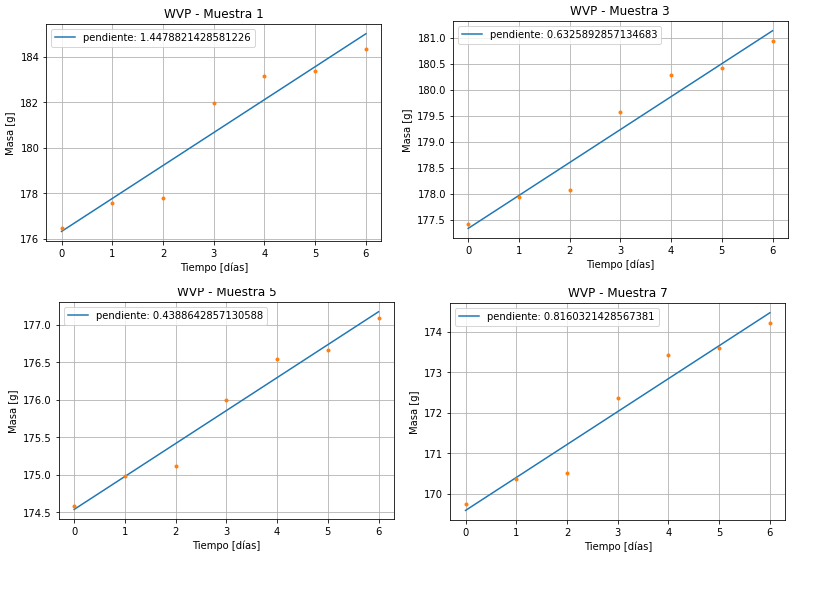 WVP - Muestra 1
pendiente: 1.4478821428581226
184
182
180
178
176
Masa [g]
0 1 2 3 4 5 6
Tiempo [días]
WVP - Muestra 3
pendiente: 0.6325892857134683
181.0
180.5
180.0
179.5
179.0
178.5
178.0
177.5
Masa [g]
0 1 2 3 4 5 6
Tiempo [días]
WVP - Muestra 5
pendiente: 0.4388642857130588
177.0
176.5
176.0
175.5
175.0
174.5
Masa [g]
0 1 2 3 4 5 6
Tiempo [días]
WVP - Muestra 7
pendiente: 0.8160321428567381
174
173
172
171
170
Masa [g]
0 1 2 3 4 5 6
Tiempo [días]